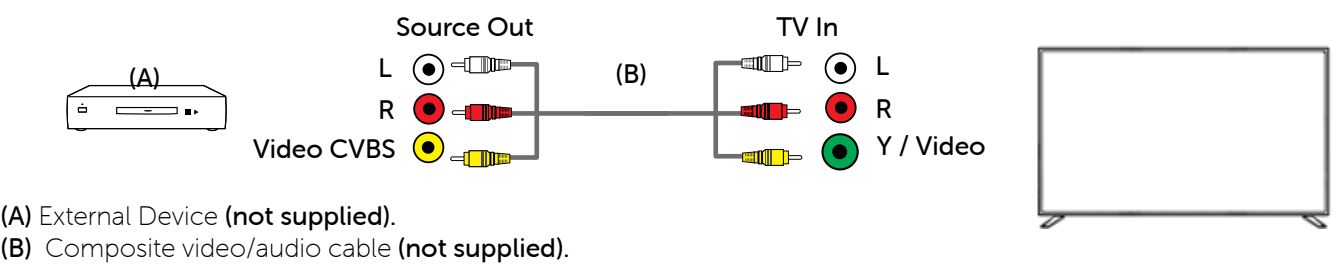 Source Out TV In
(A) L (B) L
R R
Video CVBS Y / Video
(A) External Device (not supplied).
(B) Composite video/audio cable (not supplied).